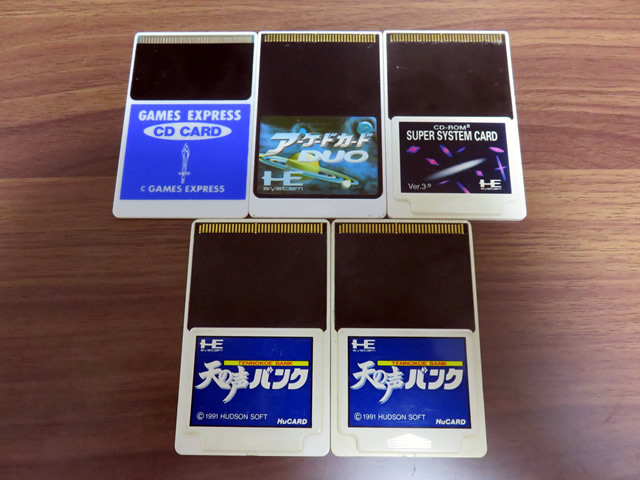 GAMES EXPRESS
CD CARD
C GAMES EXPRESS
アーケードカード
DUO
HE
system
CD-ROM²
SUPER SYSTEM CARD
Ver.3.0
HE
system
HE
system
TENNOKOE BANK
天の声バンク
© 1991 HUDSON SOFT
HuCARD
HE
system
TENNOKOE BANK
天の声バンク
© 1991 HUDSON SOFT
HuCARD